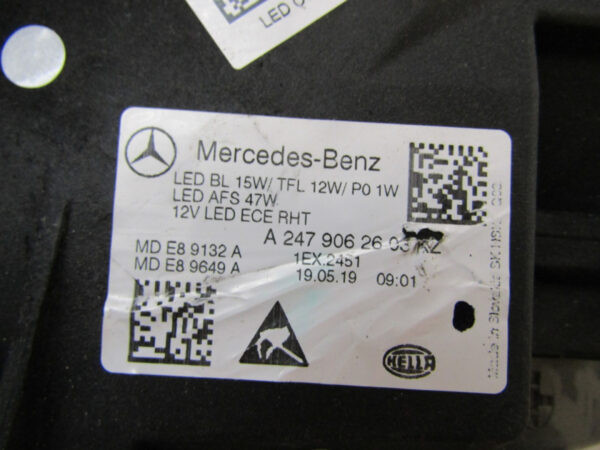 LED
Mercedes-Benz
LED BL 15W/ TFL 12W/ P0 1W
LED AFS 47W
12V LED ECE RHT
A 247 906 26 03 KZ
MD E8 9132 A
MD E8 9649 A
1EX.2451
19.05.19 09:01
HELLA
Made in Slovakia